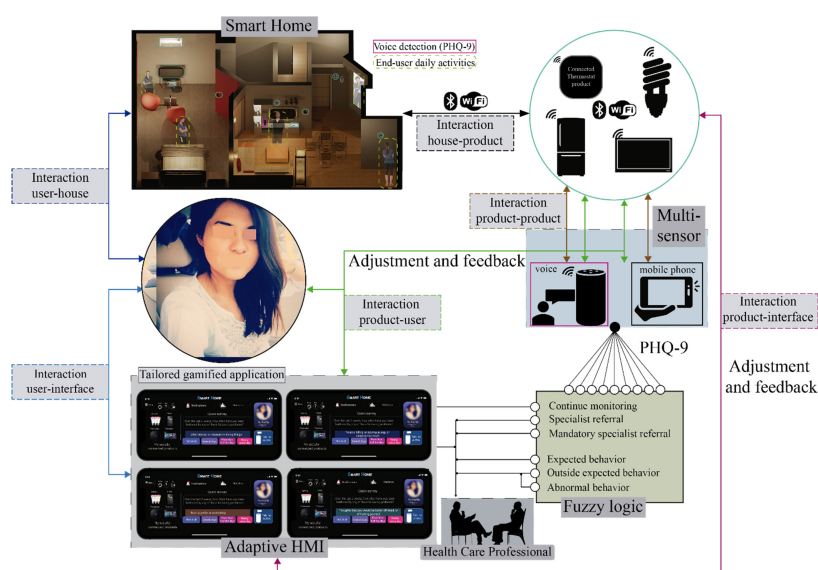 Smart Home
Voice detection (PHQ-9)
End-user daily activities
Connected
Thermostat
product
WiFi
WiFi
Interaction
house-product
Interaction
user-house
Interaction
product-product
Multi-
sensor
Adjustment and feedback
voice
mobile phone
Interaction
product-user
Interaction
product-interface
PHQ-9
Adjustment
and feedback
Interaction
user-interface
Tailored gamified application
SMART HOME
SMART HOME
SMART HOME
SMART HOME
Continue monitoring
Specialist referral
Mandatory specialist referral
Expected behavior
Outside expected behavior
Abnormal behavior
Fuzzy logic
Adaptive HMI
Health Care Professional